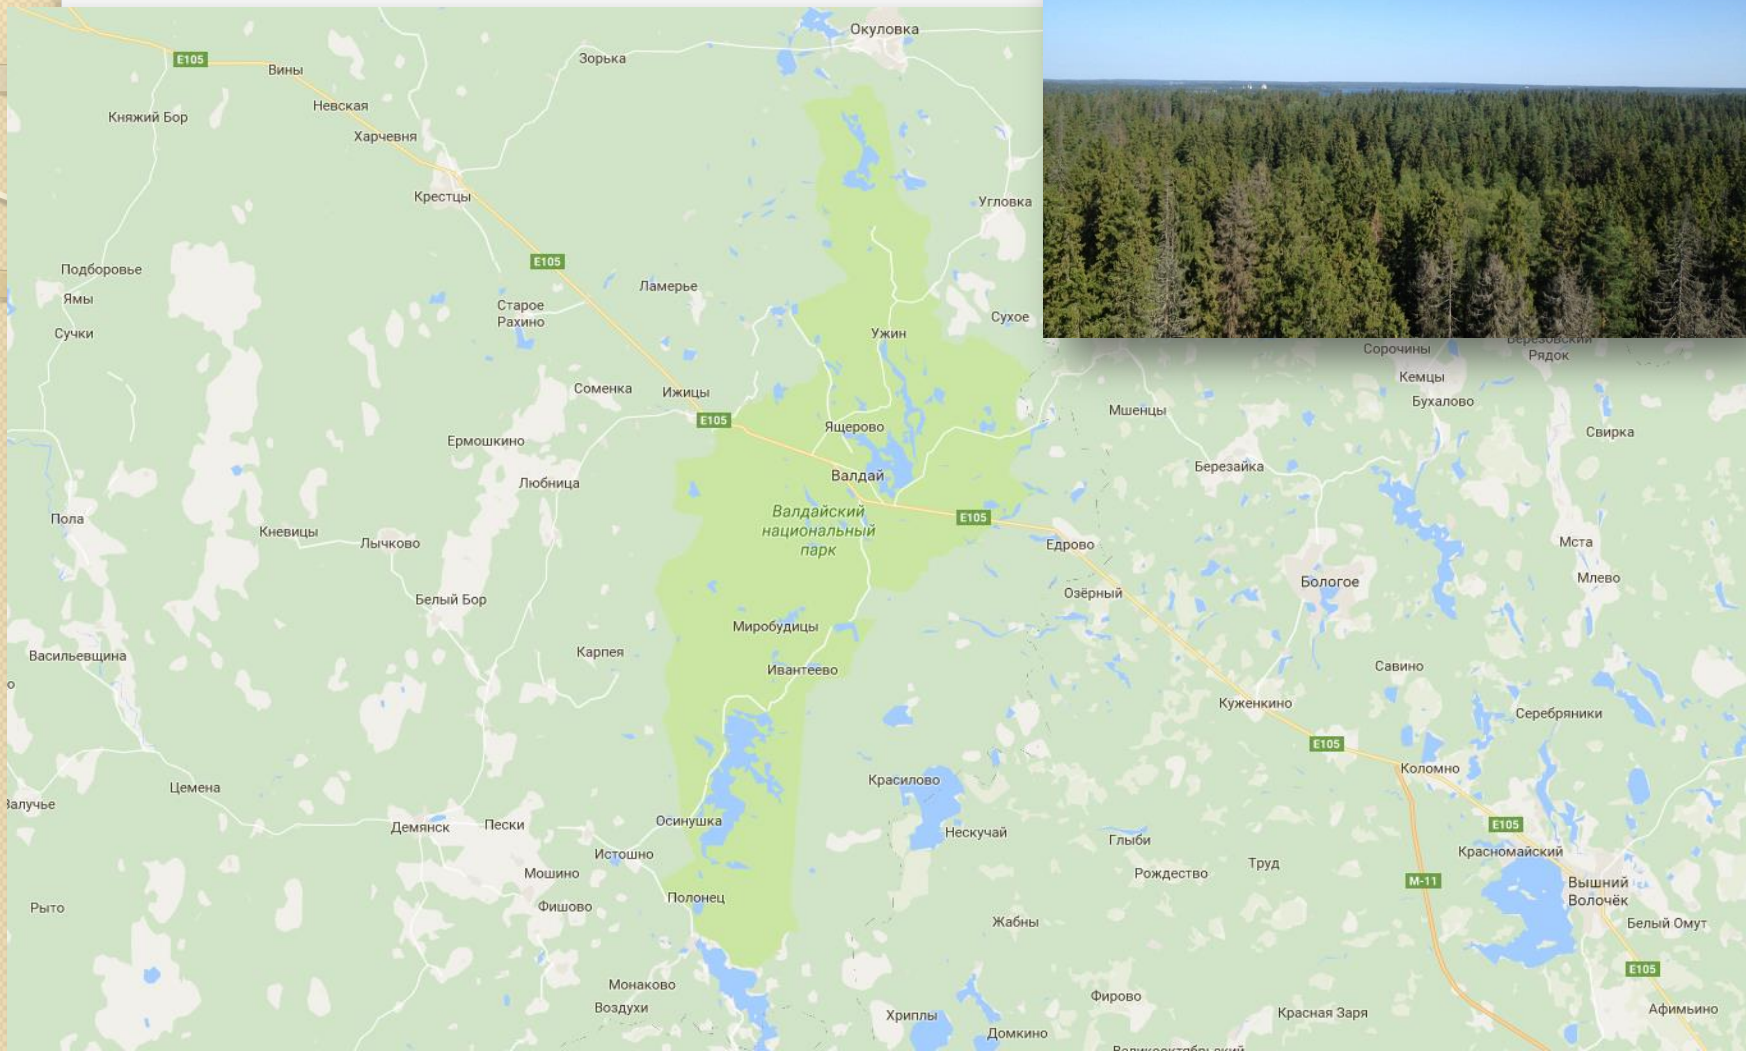 Окуловка
E105
Зорька
Вины
Невская
Княжий Бор
Харчевня
Крестцы
Угловка
E105
Подборовье
Ламерье
Ямы
Старое
Рахино
Сухое
Сучки
Ужин
Сорочины
Березовский
Рядок
Кемцы
Соменка
Ижицы
Бухалово
Мшенцы
E105
Ящерово
Свирка
Ермошкино
Березайка
Валдай
Любница
Валдайский
национальный
парк
Пола
E105
Кневицы
Лычково
Едрово
Мста
Бологое
Млево
Озёрный
Белый Бор
Миробудицы
Васильевщина
Карпея
Ивантеево
Савино
Куженкино
Серебряники
E105
Коломно
Красилово
Цемена
Залучье
Осинушка
Демянск
Пески
E105
Нескучай
Глыби
Истошно
Красномайский
Труд
Мошино
Рождество
M-11
Вышний
Волочёк
Полонец
Рыто
Фишово
Жабны
Белый Омут
E105
Монаково
Фирово
Воздухи
Хриплы
Красная Заря
Афимьино
Домкино
Великооктябрьский